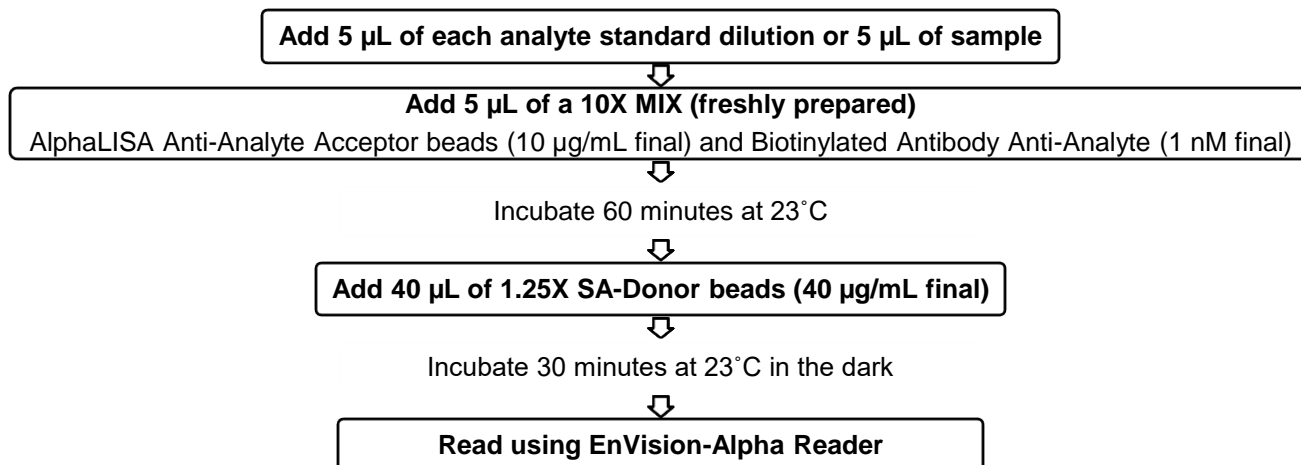 Add 5 µL of each analyte standard dilution or 5 µL of sample
Add 5 µL of a 10X MIX (freshly prepared)
AlphaLISA Anti-Analyte Acceptor beads (10 µg/mL final) and Biotinylated Antibody Anti-Analyte (1 nM final)
Incubate 60 minutes at 23˚C
Add 40 µL of 1.25X SA-Donor beads (40 µg/mL final)
Incubate 30 minutes at 23˚C in the dark
Read using EnVision-Alpha Reader